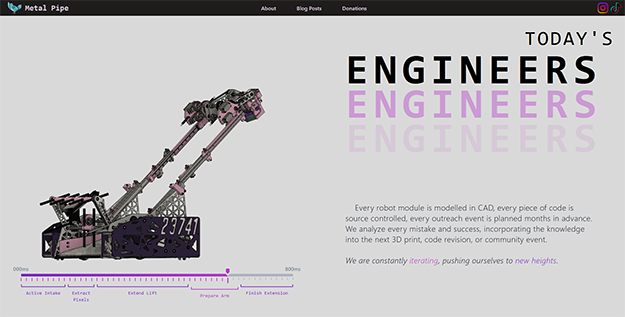 Metal Pipe
About
Blog Posts
Donations
TODAY'S
ENGINEERS
ENGINEERS
ENGINEERS
23741
Every robot module is modelled in CAD, every piece of code is
source controlled, every outreach event is planned months in advance.
We analyze every mistake and success, incorporating the knowledge
into the next 3D print, code revision, or community event.
We are constantly iterating, pushing ourselves to new heights.
000ms
800ms
Active Intake
Extract
Pixels
Extend Lift
Prepare Arm
Finish Extension